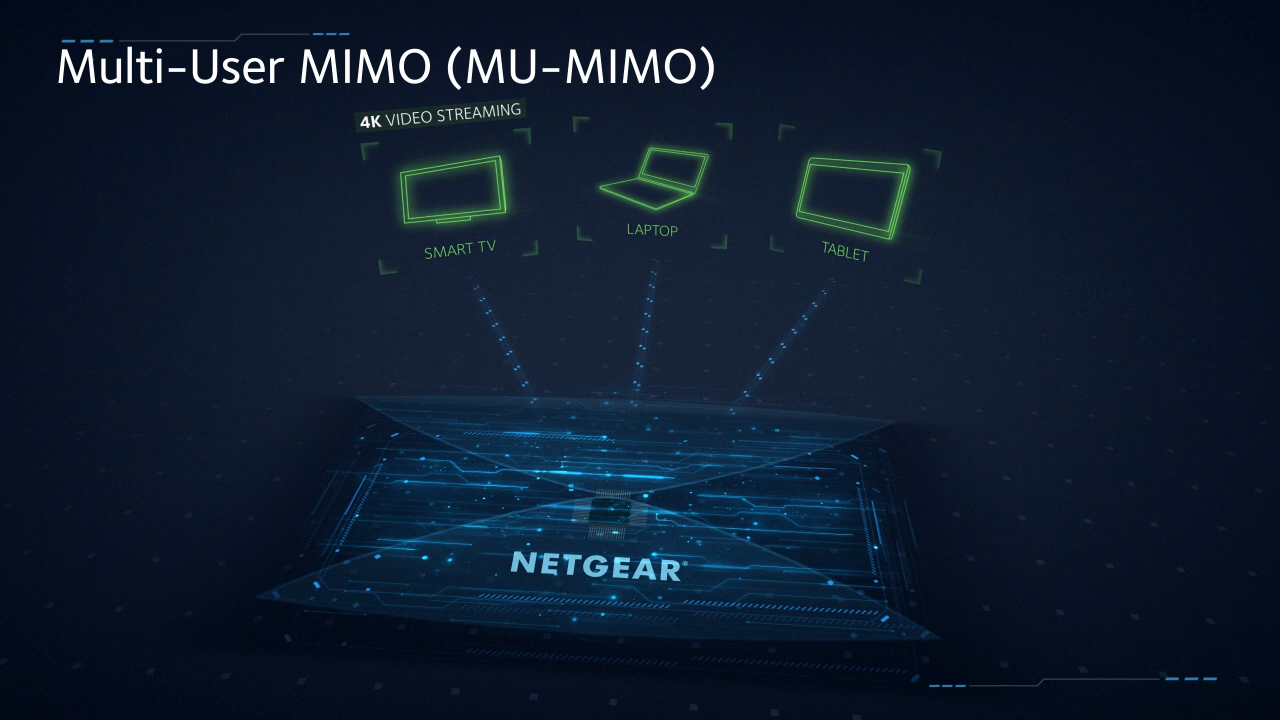 Multi-User MIMO (MU-MIMO)
4K VIDEO STREAMING
SMART TV
LAPTOP
TABLET
NETGEAR®